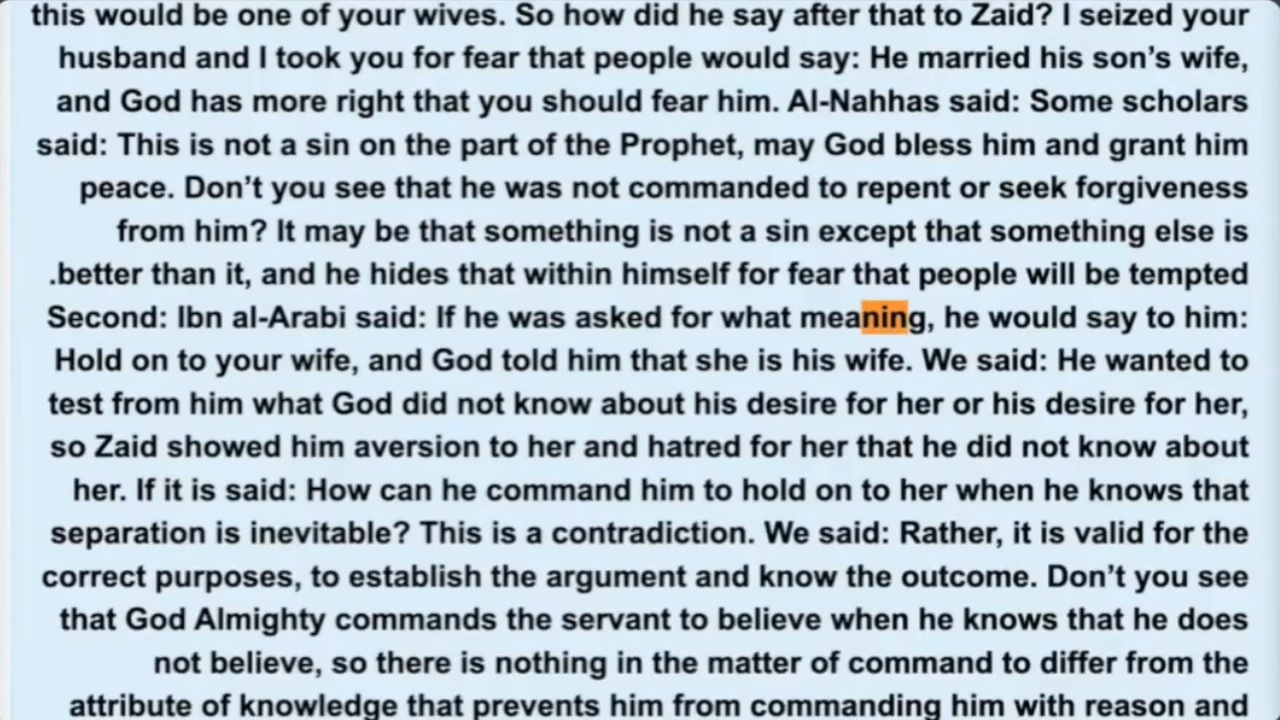 this would be one of your wives. So how did he say after that to Zaid? I seized your
husband and I took you for fear that people would say: He married his son’s wife,
and God has more right that you should fear him. Al-Nahhas said: Some scholars
said: This is not a sin on the part of the Prophet, may God bless him and grant him
peace. Don’t you see that he was not commanded to repent or seek forgiveness
from him? It may be that something is not a sin except that something else is
.better than it, and he hides that within himself for fear that people will be tempted
Second: Ibn al-Arabi said: If he was asked for what meaning, he would say to him:
Hold on to your wife, and God told him that she is his wife. We said: He wanted to
test from him what God did not know about his desire for her or his desire for her,
so Zaid showed him aversion to her and hatred for her that he did not know about
her. If it is said: How can he command him to hold on to her when he knows that
separation is inevitable? This is a contradiction. We said: Rather, it is valid for the
correct purposes, to establish the argument and know the outcome. Don’t you see
that God Almighty commands the servant to believe when he knows that he does
not believe, so there is nothing in the matter of command to differ from the
attribute of knowledge that prevents him from commanding him with reason and